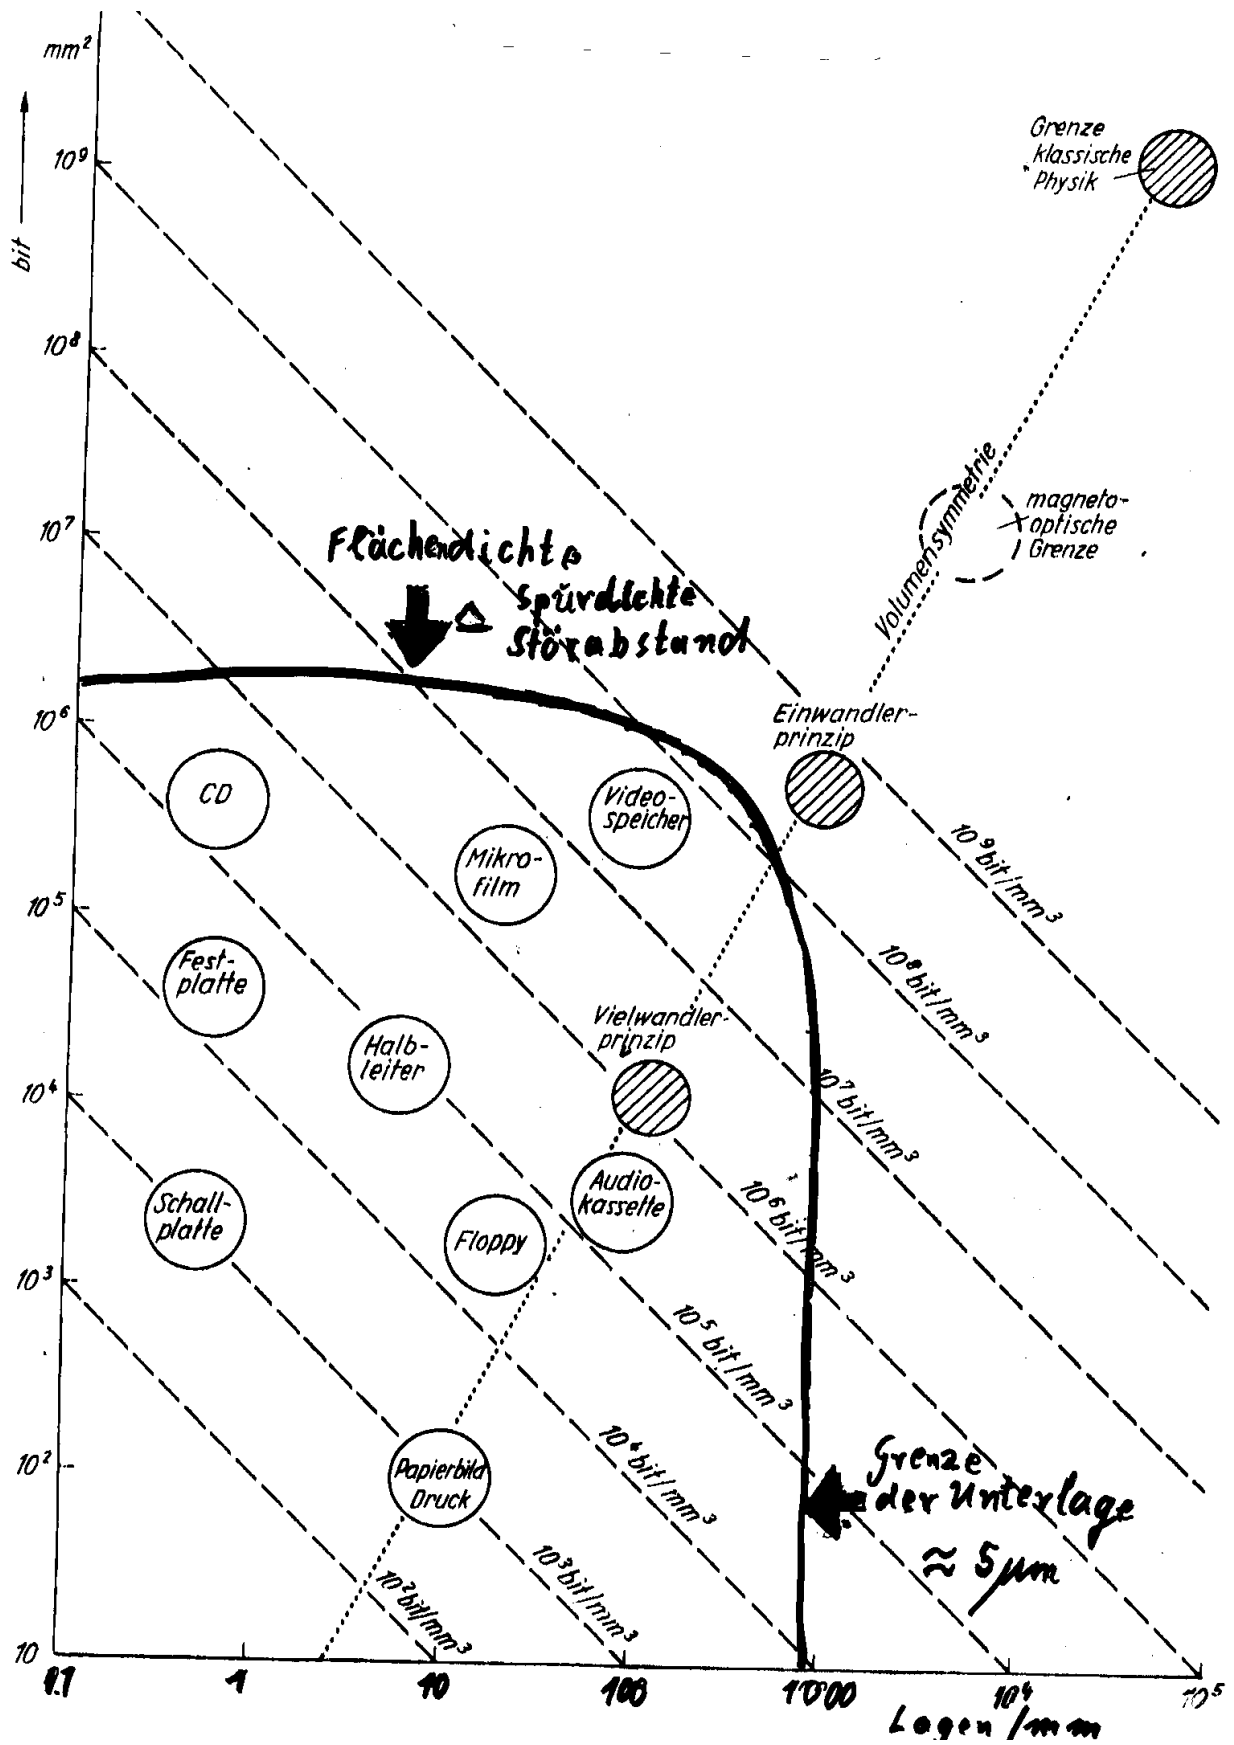 mm²
bit
10⁹
10⁸
10⁷
10⁶
10⁵
10⁴
10³
10²
10
0.1
1
10
100
1000
10⁴
10⁵
Lagen /mm
Grenze
klassische
Physik
Volumensymmetrie
magneto-
optische
Grenze
Flächendichte
Spurdichte
Störabstand
Einwandler-
prinzip
CD
Video-
speicher
Mikro-
film
Fest-
platte
Halb-
leiter
Vielwandler-
prinzip
Schall-
platte
Floppy
Audio-
kassette
Papierbild
Druck
10⁹ bit/mm³
10⁸ bit/mm³
10⁷ bit/mm³
10⁶ bit/mm³
10⁵ bit/mm³
10⁴ bit/mm³
10³ bit/mm³
10² bit/mm³
Grenze
der Unterlage
≈ 5 µm